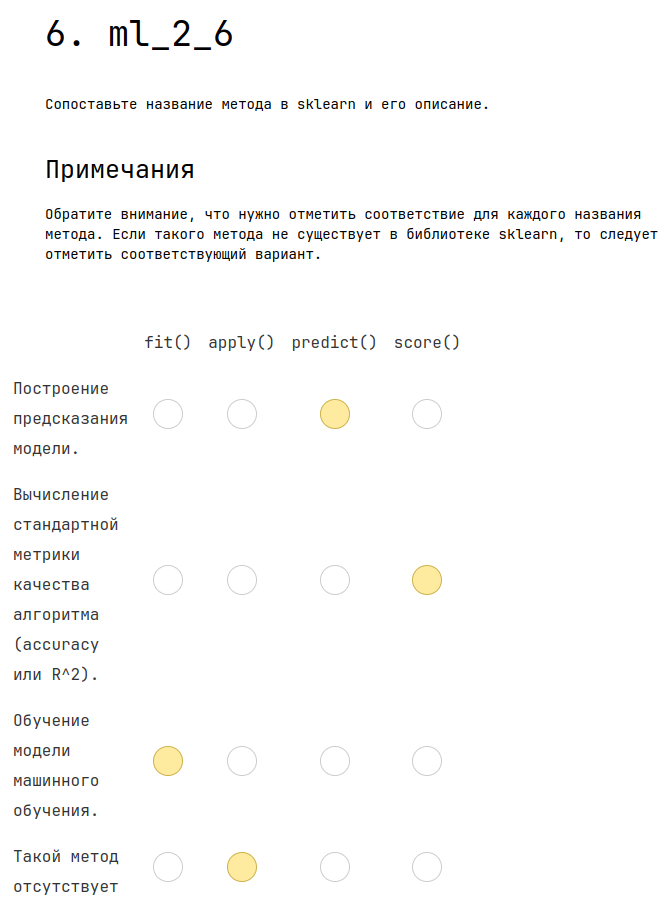 6. ml_2_6
Сопоставьте название метода в sklearn и его описание.
Примечания
Обратите внимание, что нужно отметить соответствие для каждого названия
метода. Если такого метода не существует в библиотеке sklearn, то следует
отметить соответствующий вариант.
fit() apply() predict() score()
Построение
предсказания
модели.
Вычисление
стандартной
метрики
качества
алгоритма
(accuracy
или R^2).
Обучение
модели
машинного
обучения.
Такой метод
отсутствует